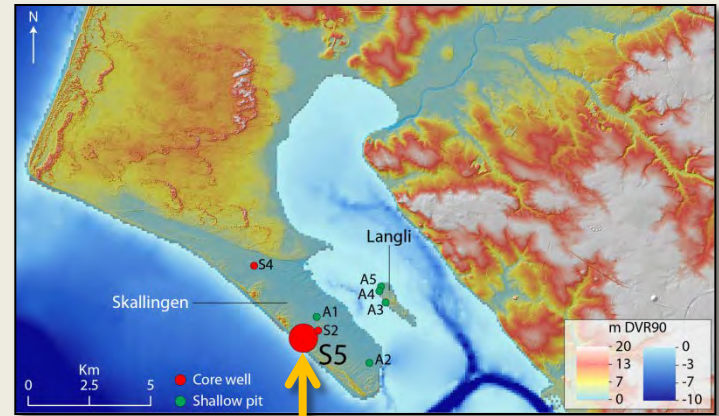 N
Langli
S4
A5
A4
A3
Skallingen
A1
S2
S5
A2
Km
0 2.5 5
Core well
Shallow pit
m DVR90
20 0
13 -3
7 -7
0 -10